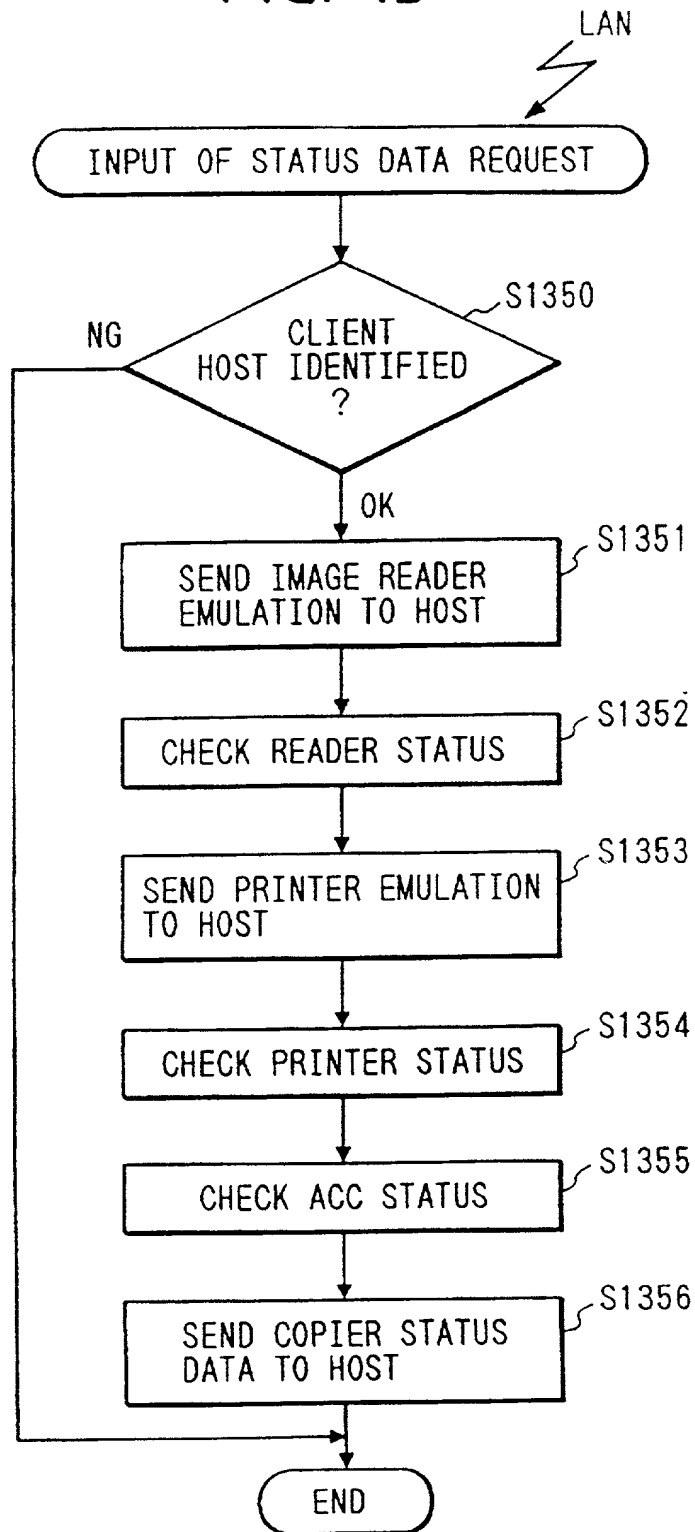 LAN
INPUT OF STATUS DATA REQUEST
S1350
NG
CLIENT
HOST IDENTIFIED
?
OK
S1351
SEND IMAGE READER
EMULATION TO HOST
S1352
CHECK READER STATUS
S1353
SEND PRINTER EMULATION
TO HOST
S1354
CHECK PRINTER STATUS
S1355
CHECK ACC STATUS
S1356
SEND COPIER STATUS
DATA TO HOST
END